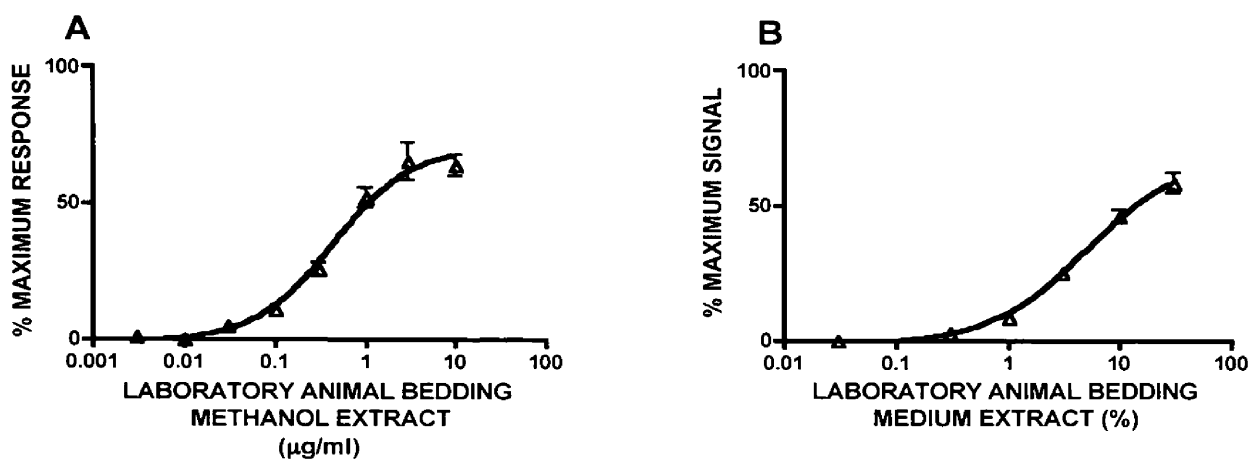 A
% MAXIMUM RESPONSE
100
50
0
0.001 0.01 0.1 1 10 100
LABORATORY ANIMAL BEDDING
METHANOL EXTRACT
(μg/ml)
B
% MAXIMUM SIGNAL
100
50
0
0.01 0.1 1 10 100
LABORATORY ANIMAL BEDDING
MEDIUM EXTRACT (%)